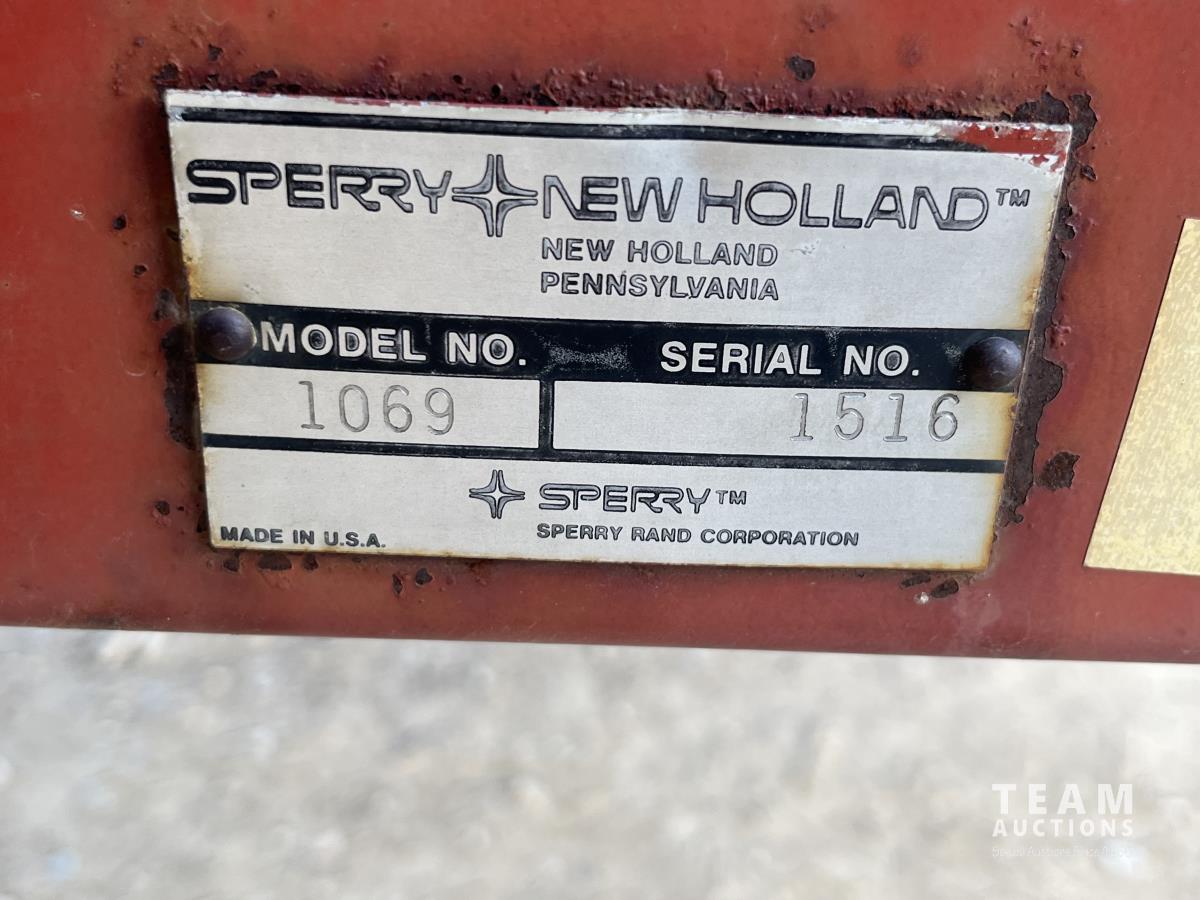 SPERRY NEW HOLLAND™
NEW HOLLAND
PENNSYLVANIA
MODEL NO. SERIAL NO.
1069 1516
SPERRY™
MADE IN U.S.A. SPERRY RAND CORPORATION
TEAM
AUCTIONS